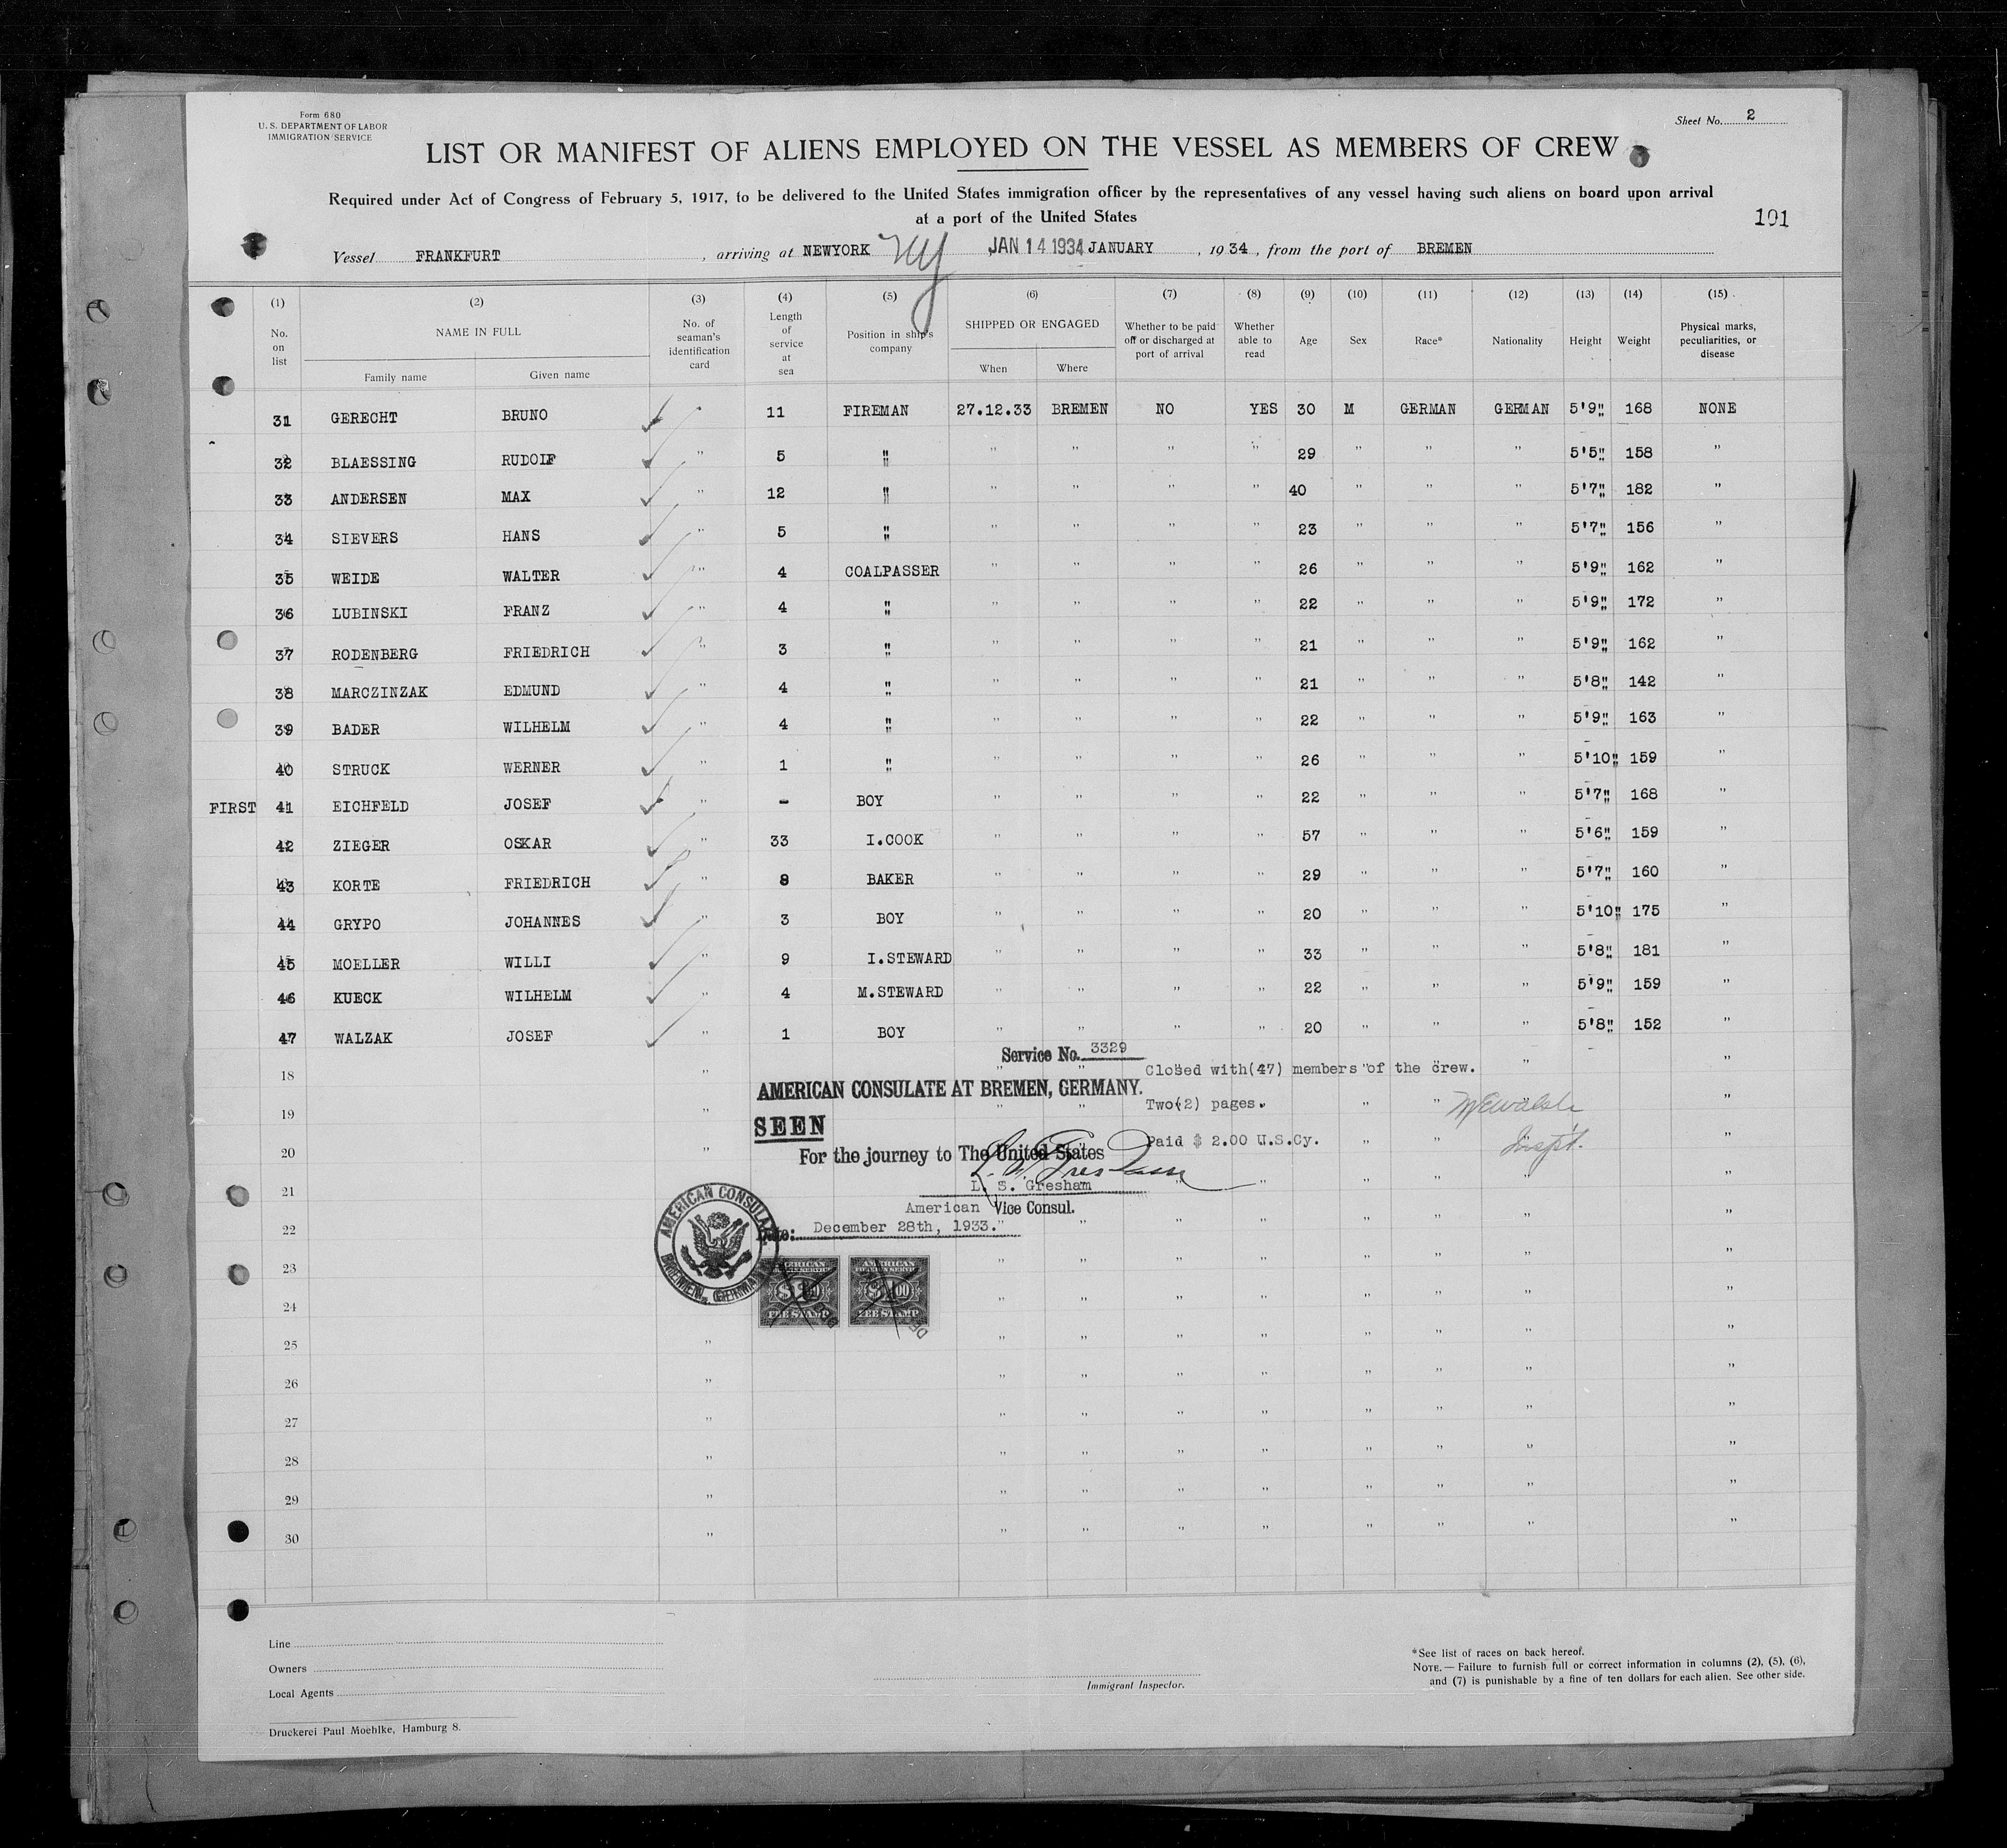 Form 680
U. S. DEPARTMENT OF LABOR
IMMIGRATION SERVICE
Sheet No. 2
LIST OR MANIFEST OF ALIENS EMPLOYED ON THE VESSEL AS MEMBERS OF CREW
Required under Act of Congress of February 5, 1917, to be delivered to the United States immigration officer by the representatives of any vessel having such aliens on board upon arrival
at a port of the United States
101
Vessel FRANKFURT, arriving at NEWYORK NY JAN 14 1934 JANUARY, 1934, from the port of BREMEN
(1) (2) (3) (4) (5) (6) (7) (8) (9) (10) (11) (12) (13) (14) (15)
No. on list NAME IN FULL Family name Given name No. of seaman's identification card Length of service at sea Position in ship's company SHIPPED OR ENGAGED When Where Whether to be paid off or discharged at port of arrival Whether able to read Age Sex Race* Nationality Height Weight Physical marks, peculiarities, or disease
31 GERECHT BRUNO 11 FIREMAN 27.12.33 BREMEN NO YES 30 M GERMAN GERMAN 5'9" 168 NONE
32 BLAESSING RUDOLF " 5 " " " " " 29 " " " 5'5" 158 "
33 ANDERSEN MAX " 12 " " " " " 40 " " " 5'7" 182 "
34 SIEVERS HANS " 5 " " " " " 23 " " " 5'7" 156 "
35 WEIDE WALTER " 4 COALPASSER " " " " 26 " " " 5'9" 162 "
36 LUBINSKI FRANZ " 4 " " " " " 22 " " " 5'9" 172 "
37 RODENBERG FRIEDRICH " 3 " " " " " 21 " " " 5'9" 162 "
38 MARCZINZAK EDMUND " 4 " " " " " 21 " " " 5'8" 142 "
39 BADER WILHELM " 4 " " " " " 22 " " " 5'9" 163 "
40 STRUCK WERNER " 1 " " " " " 26 " " " 5'10" 159 "
FIRST 41 EICHFELD JOSEF " - BOY " " " " 22 " " " 5'7" 168 "
42 ZIEGER OSKAR " 33 I.COOK " " " " 57 " " " 5'6" 159 "
43 KORTE FRIEDRICH " 8 BAKER " " " " 29 " " " 5'7" 160 "
44 GRYPO JOHANNES " 3 BOY " " " " 20 " " " 5'10" 175 "
45 MOELLER WILLI " 9 I.STEWARD " " " " 33 " " " 5'8" 181 "
46 KUECK WILHELM " 4 M.STEWARD " " " " 22 " " " 5'9" 159 "
47 WALZAK JOSEF " 1 BOY " " " " 20 " " " 5'8" 152 "
Service No. 3329
18 " Closed with(47) members of the crew. " "
AMERICAN CONSULATE AT BREMEN, GERMANY.
19 " " " Two(2) pages. " " "
SEEN
20 " Paid $ 2.00 U.S.Cy. " " "
For the journey to The United States
Inspt.
21 L. S. Gresham " " " " " "
American Vice Consul.
22 Date: December 28th, 1933. " " " " " " " "
AMERICAN CONSULATE
BREMEN, GERMANY
23 " " " " " " " "
AMERICAN FOREIGN SERVICE $1.00 FEE STAMP
AMERICAN FOREIGN SERVICE $1.00 FEE STAMP
24 " " " " " " " "
25 " " " " " " " " "
26 " " " " " " " " "
27 " " " " " " " " "
28 " " " " " " " " "
29 " " " " " " " " "
30 " " " " " " " " "
Line
Owners
Local Agents
Immigrant Inspector.
*See list of races on back hereof.
NOTE.— Failure to furnish full or correct information in columns (2), (5), (6),
and (7) is punishable by a fine of ten dollars for each alien. See other side.
Druckerei Paul Moehlke, Hamburg 8.